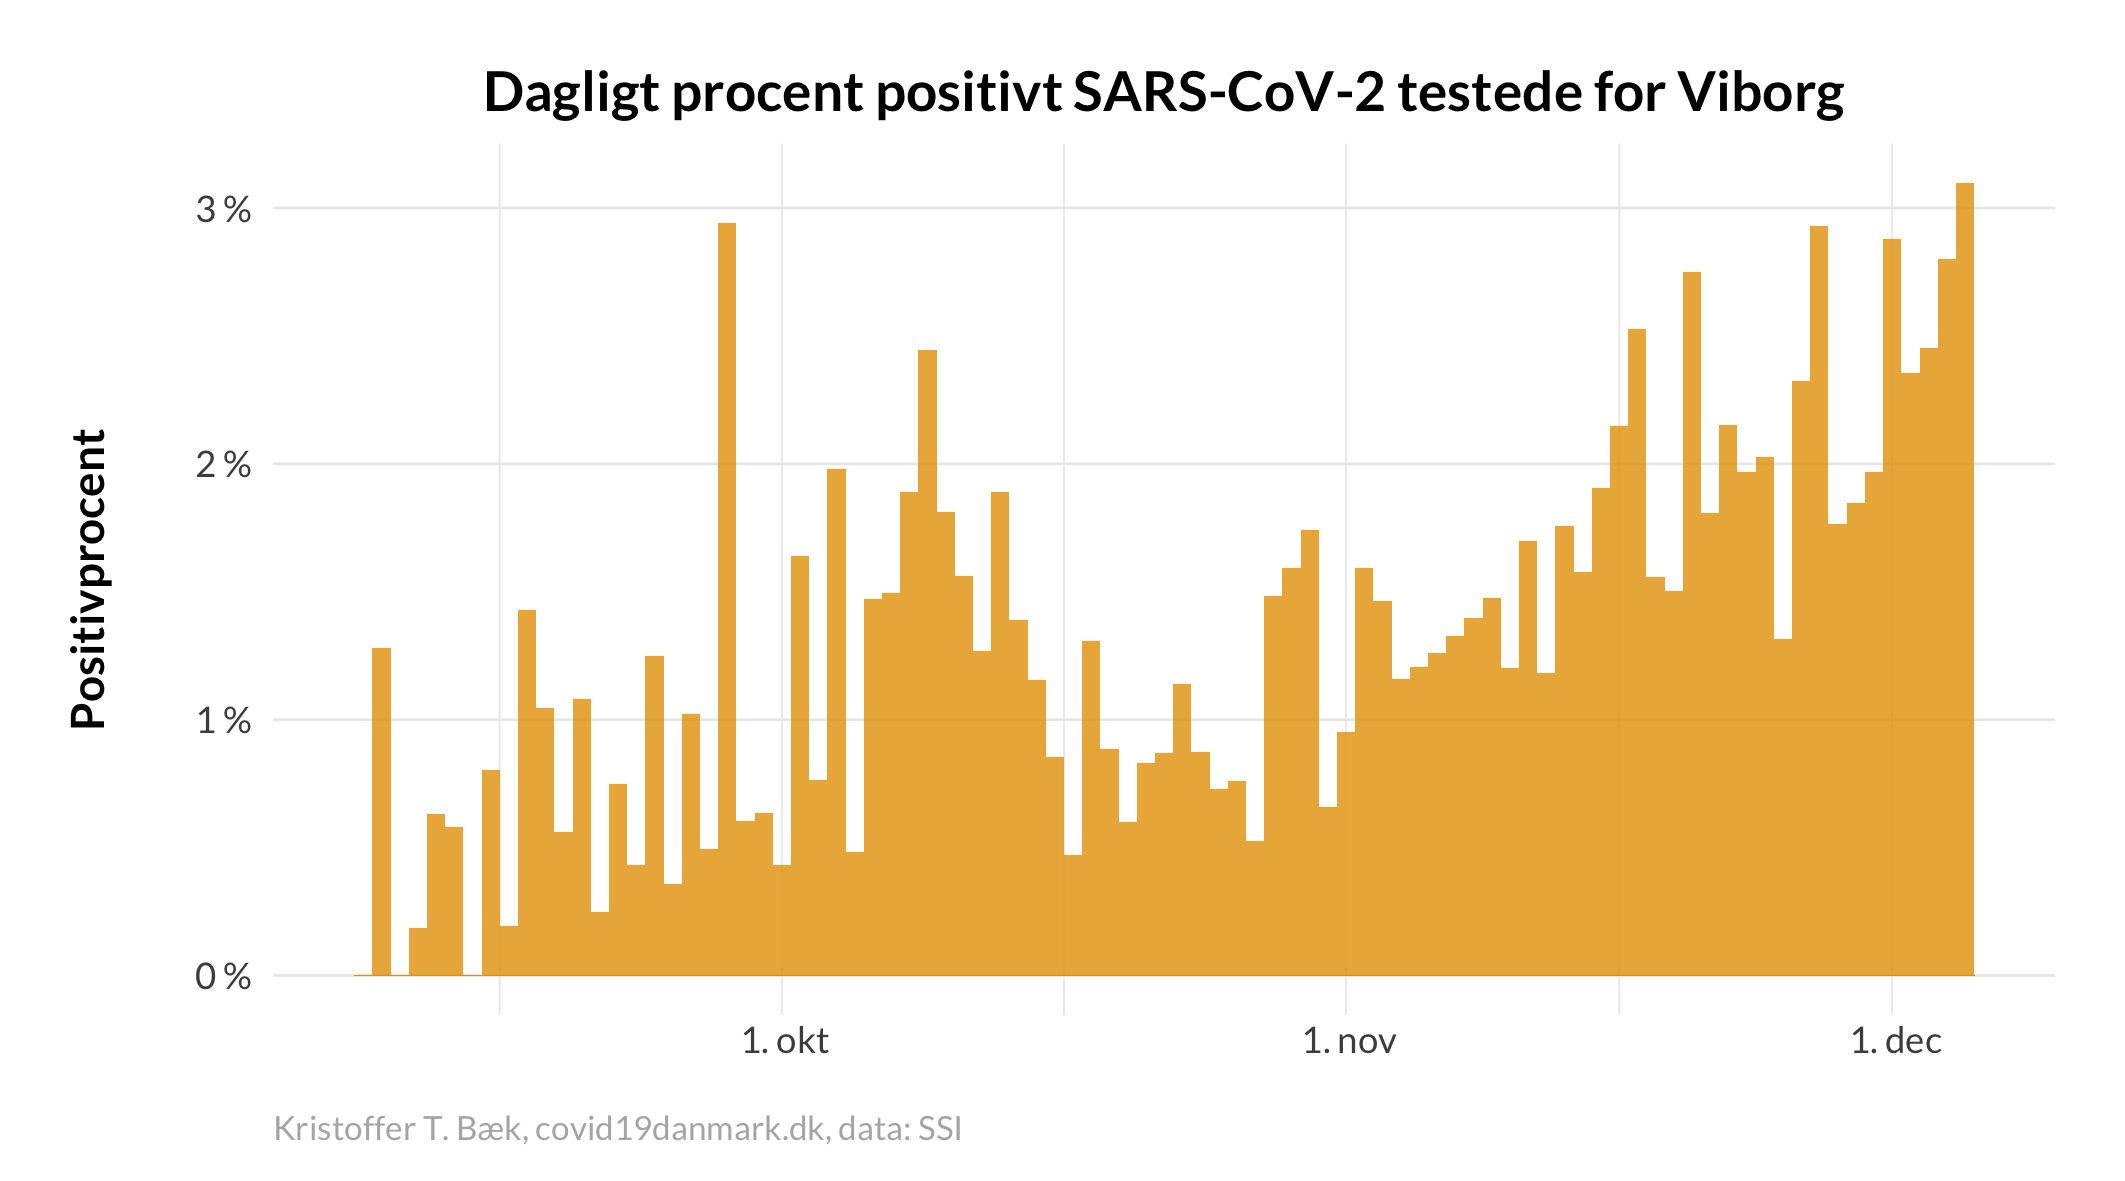 Dagligt procent positivt SARS-CoV-2 testede for Viborg
Positivprocent
3 %
2 %
1 %
0 %
1. okt
1. nov
1. dec
Kristoffer T. Bæk, covid19danmark.dk, data: SSI